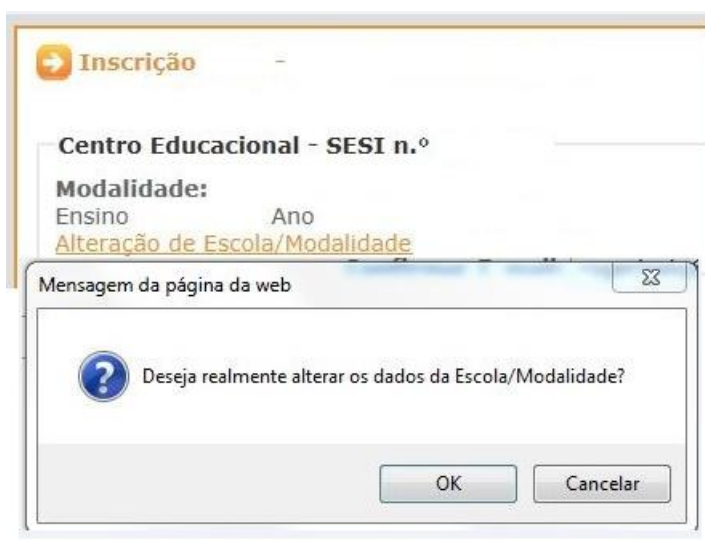 Inscrição -
Centro Educacional - SESI n.º
Modalidade:
Ensino Ano
Alteração de Escola/Modalidade
Mensagem da página da web
Deseja realmente alterar os dados da Escola/Modalidade?
OK Cancelar